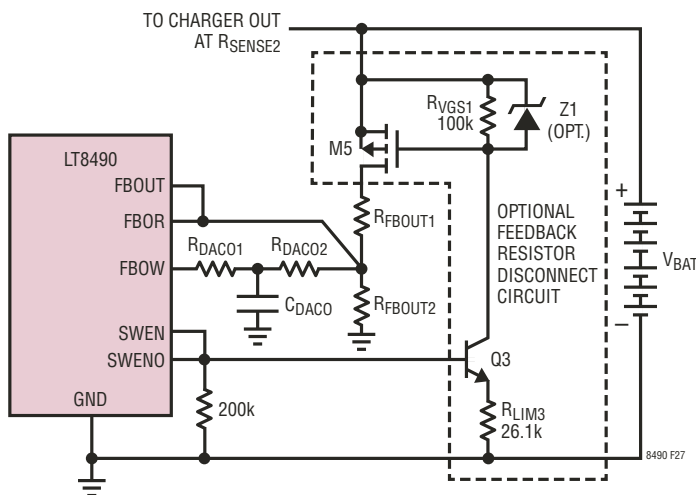 TO CHARGER OUT
AT RSENSE2
RVGS1
100k
Z1
(OPT.)
M5
LT8490
FBOUT
FBOR
FBOW
SWEN
SWENO
GND
RDACO1
RDACO2
CDACO
RFBOUT1
RFBOUT2
OPTIONAL
FEEDBACK
RESISTOR
DISCONNECT
CIRCUIT
+
VBAT
–
Q3
200k
RLIM3
26.1k
8490 F27